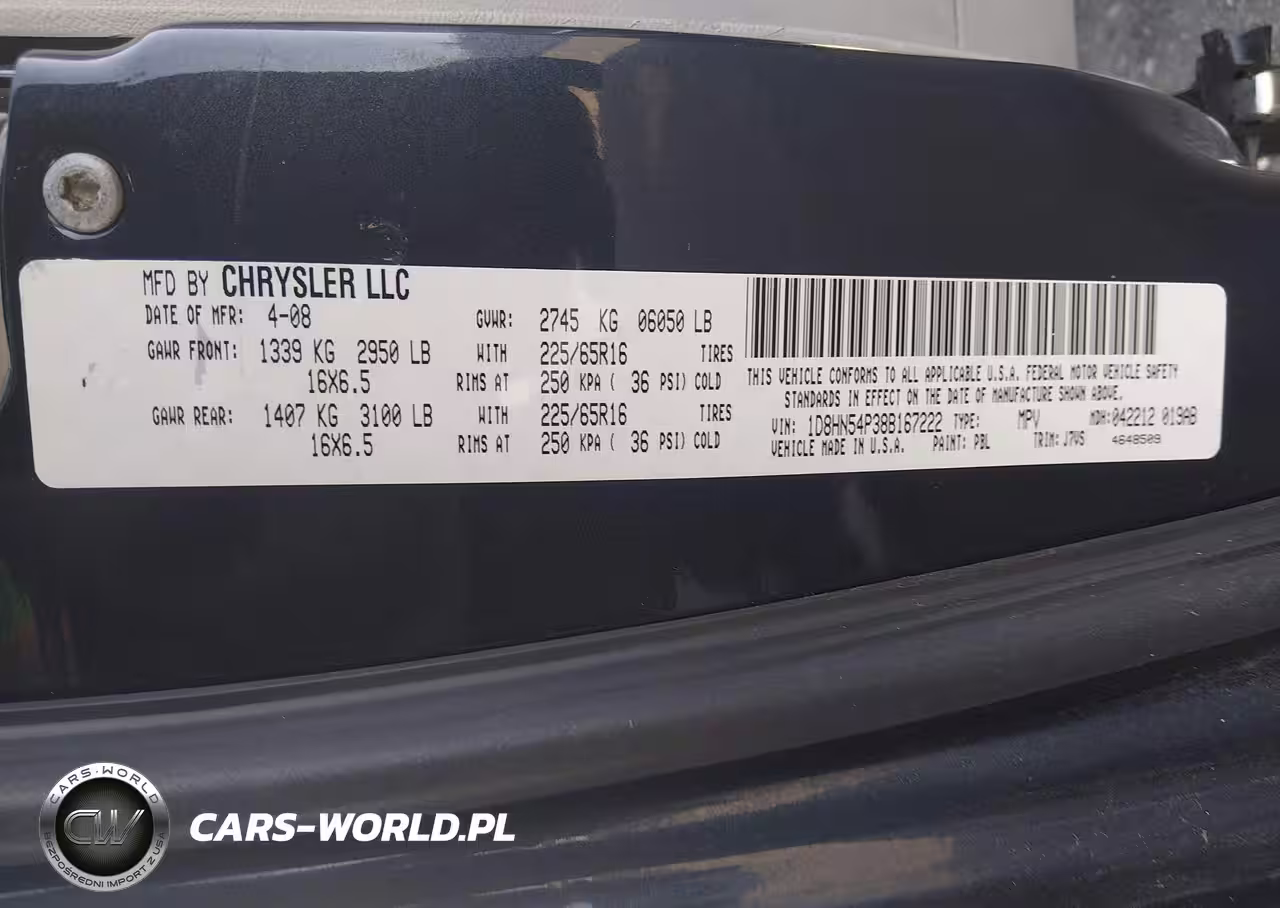 MFD BY CHRYSLER LLC
DATE OF MFR: 4-08 GVWR: 2745 KG 06050 LB
GAWR FRONT: 1339 KG 2950 LB WITH 225/65R16 TIRES
16X6.5 RIMS AT 250 KPA ( 36 PSI) COLD
GAWR REAR: 1407 KG 3100 LB WITH 225/65R16 TIRES
16X6.5 RIMS AT 250 KPA ( 36 PSI) COLD
THIS VEHICLE CONFORMS TO ALL APPLICABLE U.S.A. FEDERAL MOTOR VEHICLE SAFETY
STANDARDS IN EFFECT ON THE DATE OF MANUFACTURE SHOWN ABOVE.
VIN: 1D8HN54P38B167222 TYPE: MPV MDH:042212 019AB
VEHICLE MADE IN U.S.A. PAINT: PBL TRIM: J7VS 4648509
CARS-WORLD
CW
BEZPOŚREDNI IMPORT Z USA
CARS-WORLD.PL